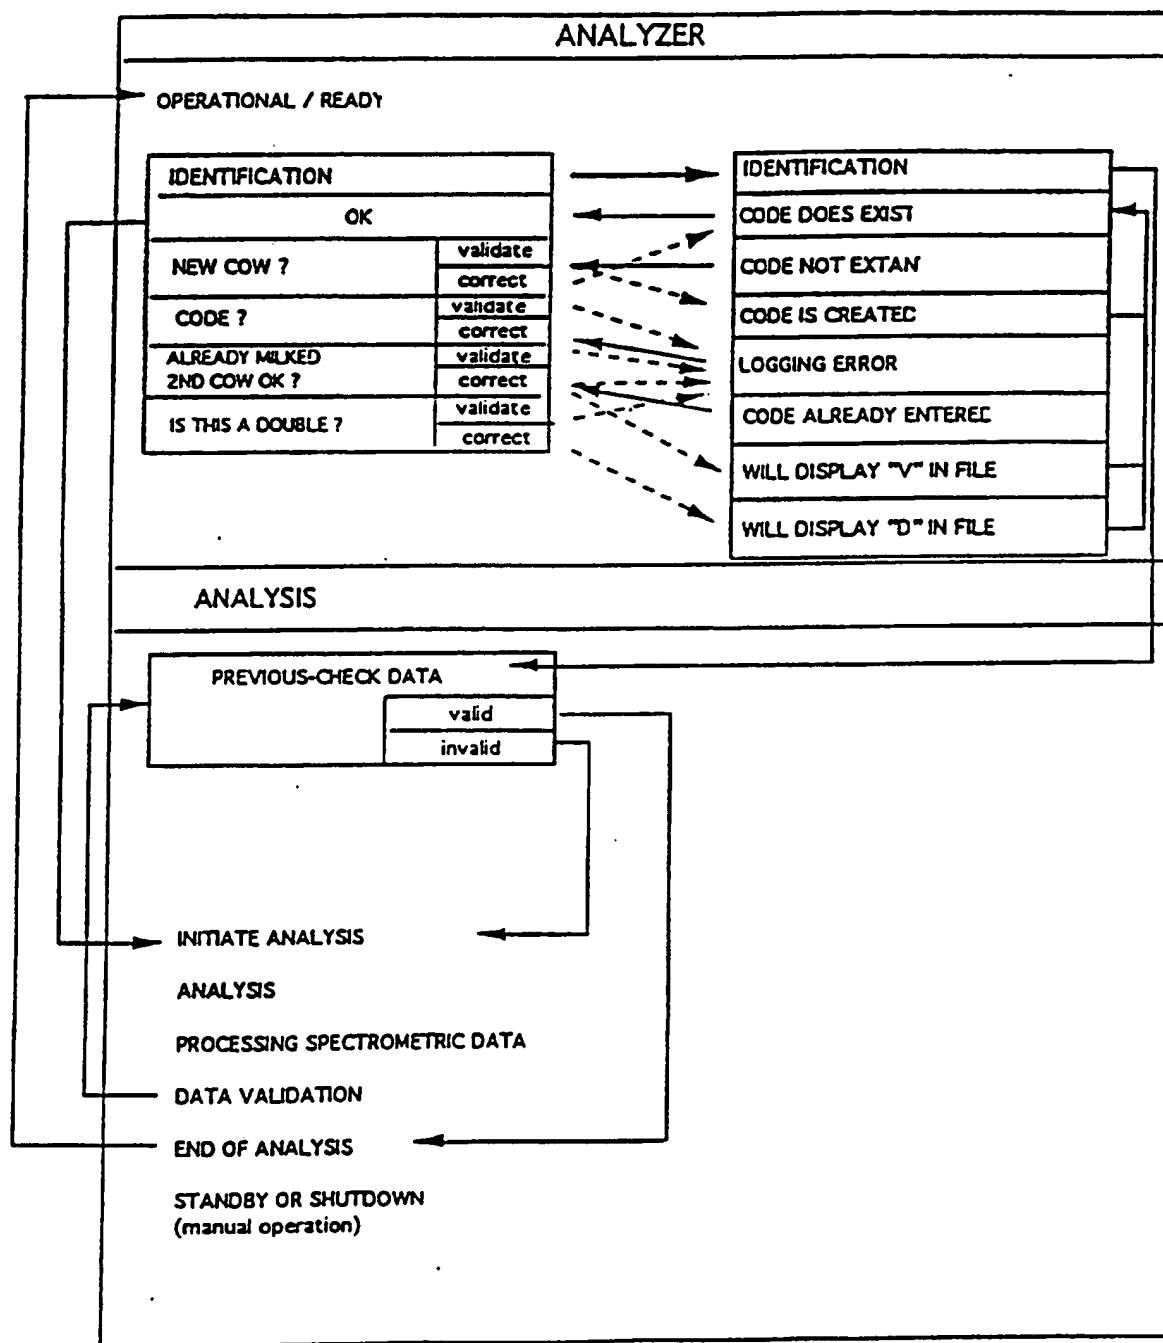 ANALYZER
OPERATIONAL / READY
IDENTIFICATION
OK
NEW COW ?
validate
correct
CODE ?
validate
correct
ALREADY MILKED
2ND COW OK ?
validate
correct
IS THIS A DOUBLE ?
validate
correct
IDENTIFICATION
CODE DOES EXIST
CODE NOT EXTAN
CODE IS CREATED
LOGGING ERROR
CODE ALREADY ENTERED
WILL DISPLAY "V" IN FILE
WILL DISPLAY "D" IN FILE
ANALYSIS
PREVIOUS-CHECK DATA
valid
invalid
INITIATE ANALYSIS
ANALYSIS
PROCESSING SPECTROMETRIC DATA
DATA VALIDATION
END OF ANALYSIS
STANDBY OR SHUTDOWN
(manual operation)